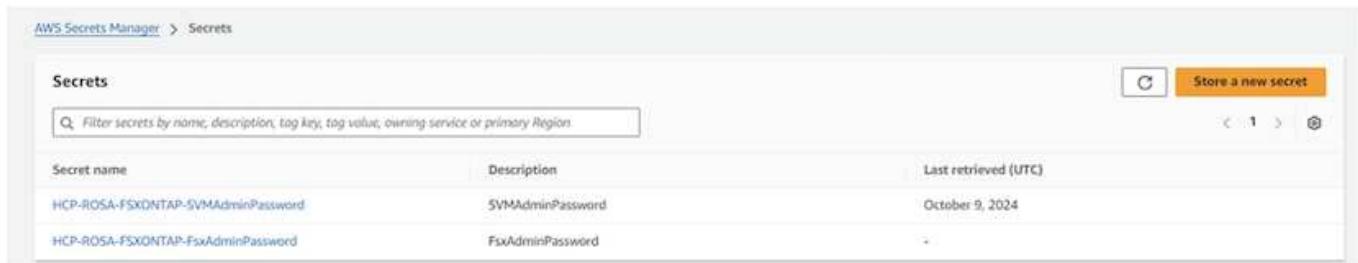 AWS Secrets Manager > Secrets
Secrets
Store a new secret
Filter secrets by name, description, tag key, tag value, owning service or primary Region
< 1 >
Secret name Description Last retrieved (UTC)
HCP-ROSA-FSXONTAP-SVMAdminPassword SVMAdminPassword October 9, 2024
HCP-ROSA-FSXONTAP-FsxAdminPassword FsxAdminPassword -